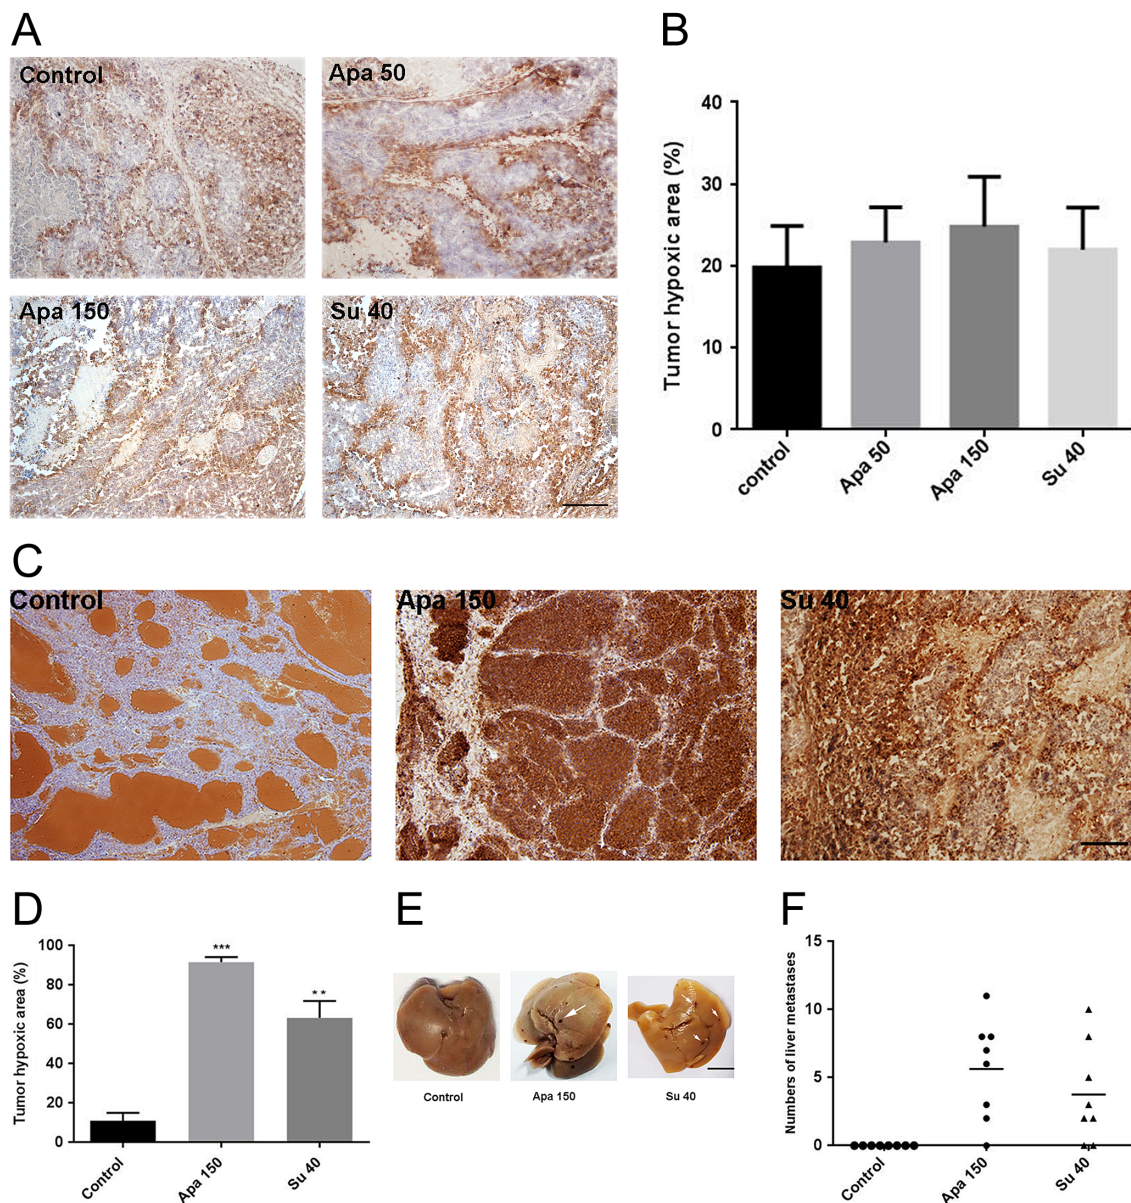 A
Control
Apa 50
Apa 150
Su 40
B
Tumor hypoxic area (%)
40
30
20
10
0
control
Apa 50
Apa 150
Su 40
C
Control
Apa 150
Su 40
D
Tumor hypoxic area (%)
100
80
60
40
20
0
***
**
Control
Apa 150
Su 40
E
Control
Apa 150
Su 40
F
Numbers of liver metastases
15
10
5
0
Control
Apa 150
Su 40